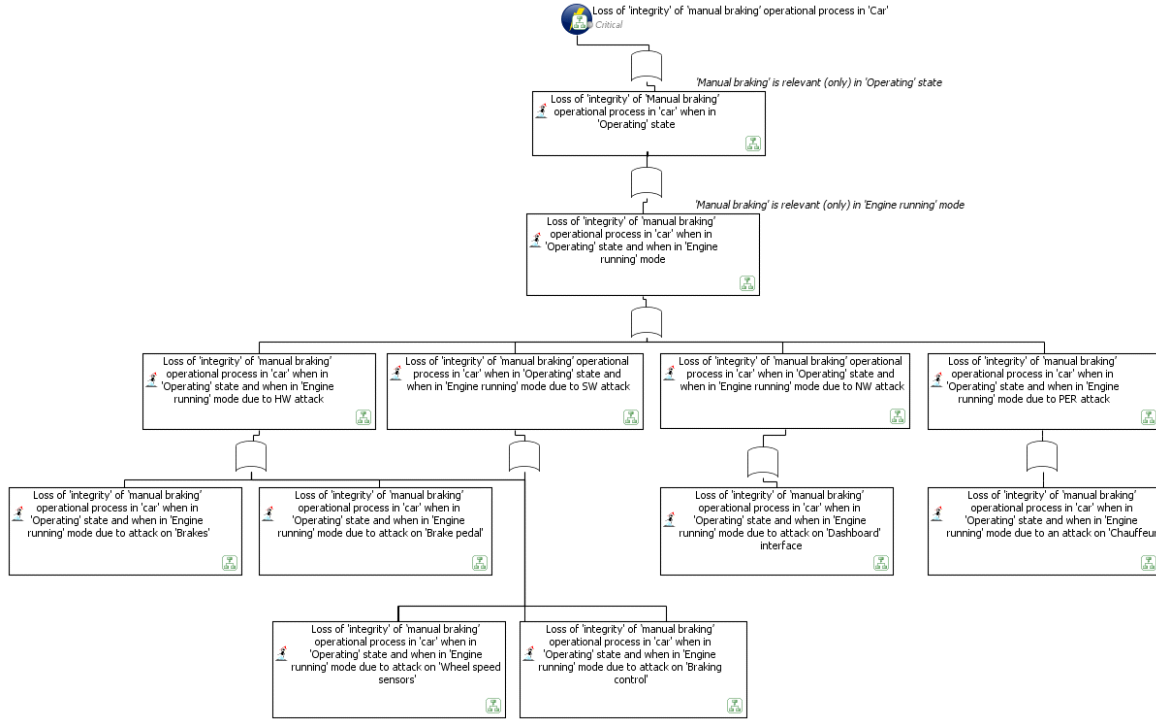 Loss of 'integrity' of 'manual braking' operational process in 'Car'
Critical
'Manual braking' is relevant (only) in 'Operating' state
Loss of 'integrity' of 'Manual braking'
operational process in 'car' when in
'Operating' state
'Manual braking' is relevant (only) in 'Engine running' mode
Loss of 'integrity' of 'manual braking'
operational process in 'car' when in
'Operating' state and when in 'Engine
running' mode
Loss of 'integrity' of 'manual braking'
operational process in 'car' when in
'Operating' state and when in 'Engine
running' mode due to HW attack
Loss of 'integrity' of 'manual braking' operational
process in 'car' when in 'Operating' state and
when in 'Engine running' mode due to SW attack
Loss of 'integrity' of 'manual braking' operational
process in 'car' when in 'Operating' state and
when in 'Engine running' mode due to NW attack
Loss of 'integrity' of 'manual braking'
operational process in 'car' when in
'Operating' state and when in 'Engine
running' mode due to PER attack
Loss of 'integrity' of 'manual braking'
operational process in 'car' when in
'Operating' state and when in 'Engine
running' mode due to attack on 'Brakes'
Loss of 'integrity' of 'manual braking'
operational process in 'car' when in
'Operating' state and when in 'Engine
running' mode due to attack on 'Brake pedal'
Loss of 'integrity' of 'manual braking'
operational process in 'car' when in
'Operating' state and when in 'Engine
running' mode due to attack on 'Dashboard'
interface
Loss of 'integrity' of 'manual braking'
operational process in 'car' when in
'Operating' state and when in 'Engine
running' mode due to an attack on 'Chauffeur
Loss of 'integrity' of 'manual braking'
operational process in 'car' when in
'Operating' state and when in 'Engine
running' mode due to attack on 'Wheel speed
sensors'
Loss of 'integrity' of 'manual braking'
operational process in 'car' when in
'Operating' state and when in 'Engine
running' mode due to attack on 'Braking
control'